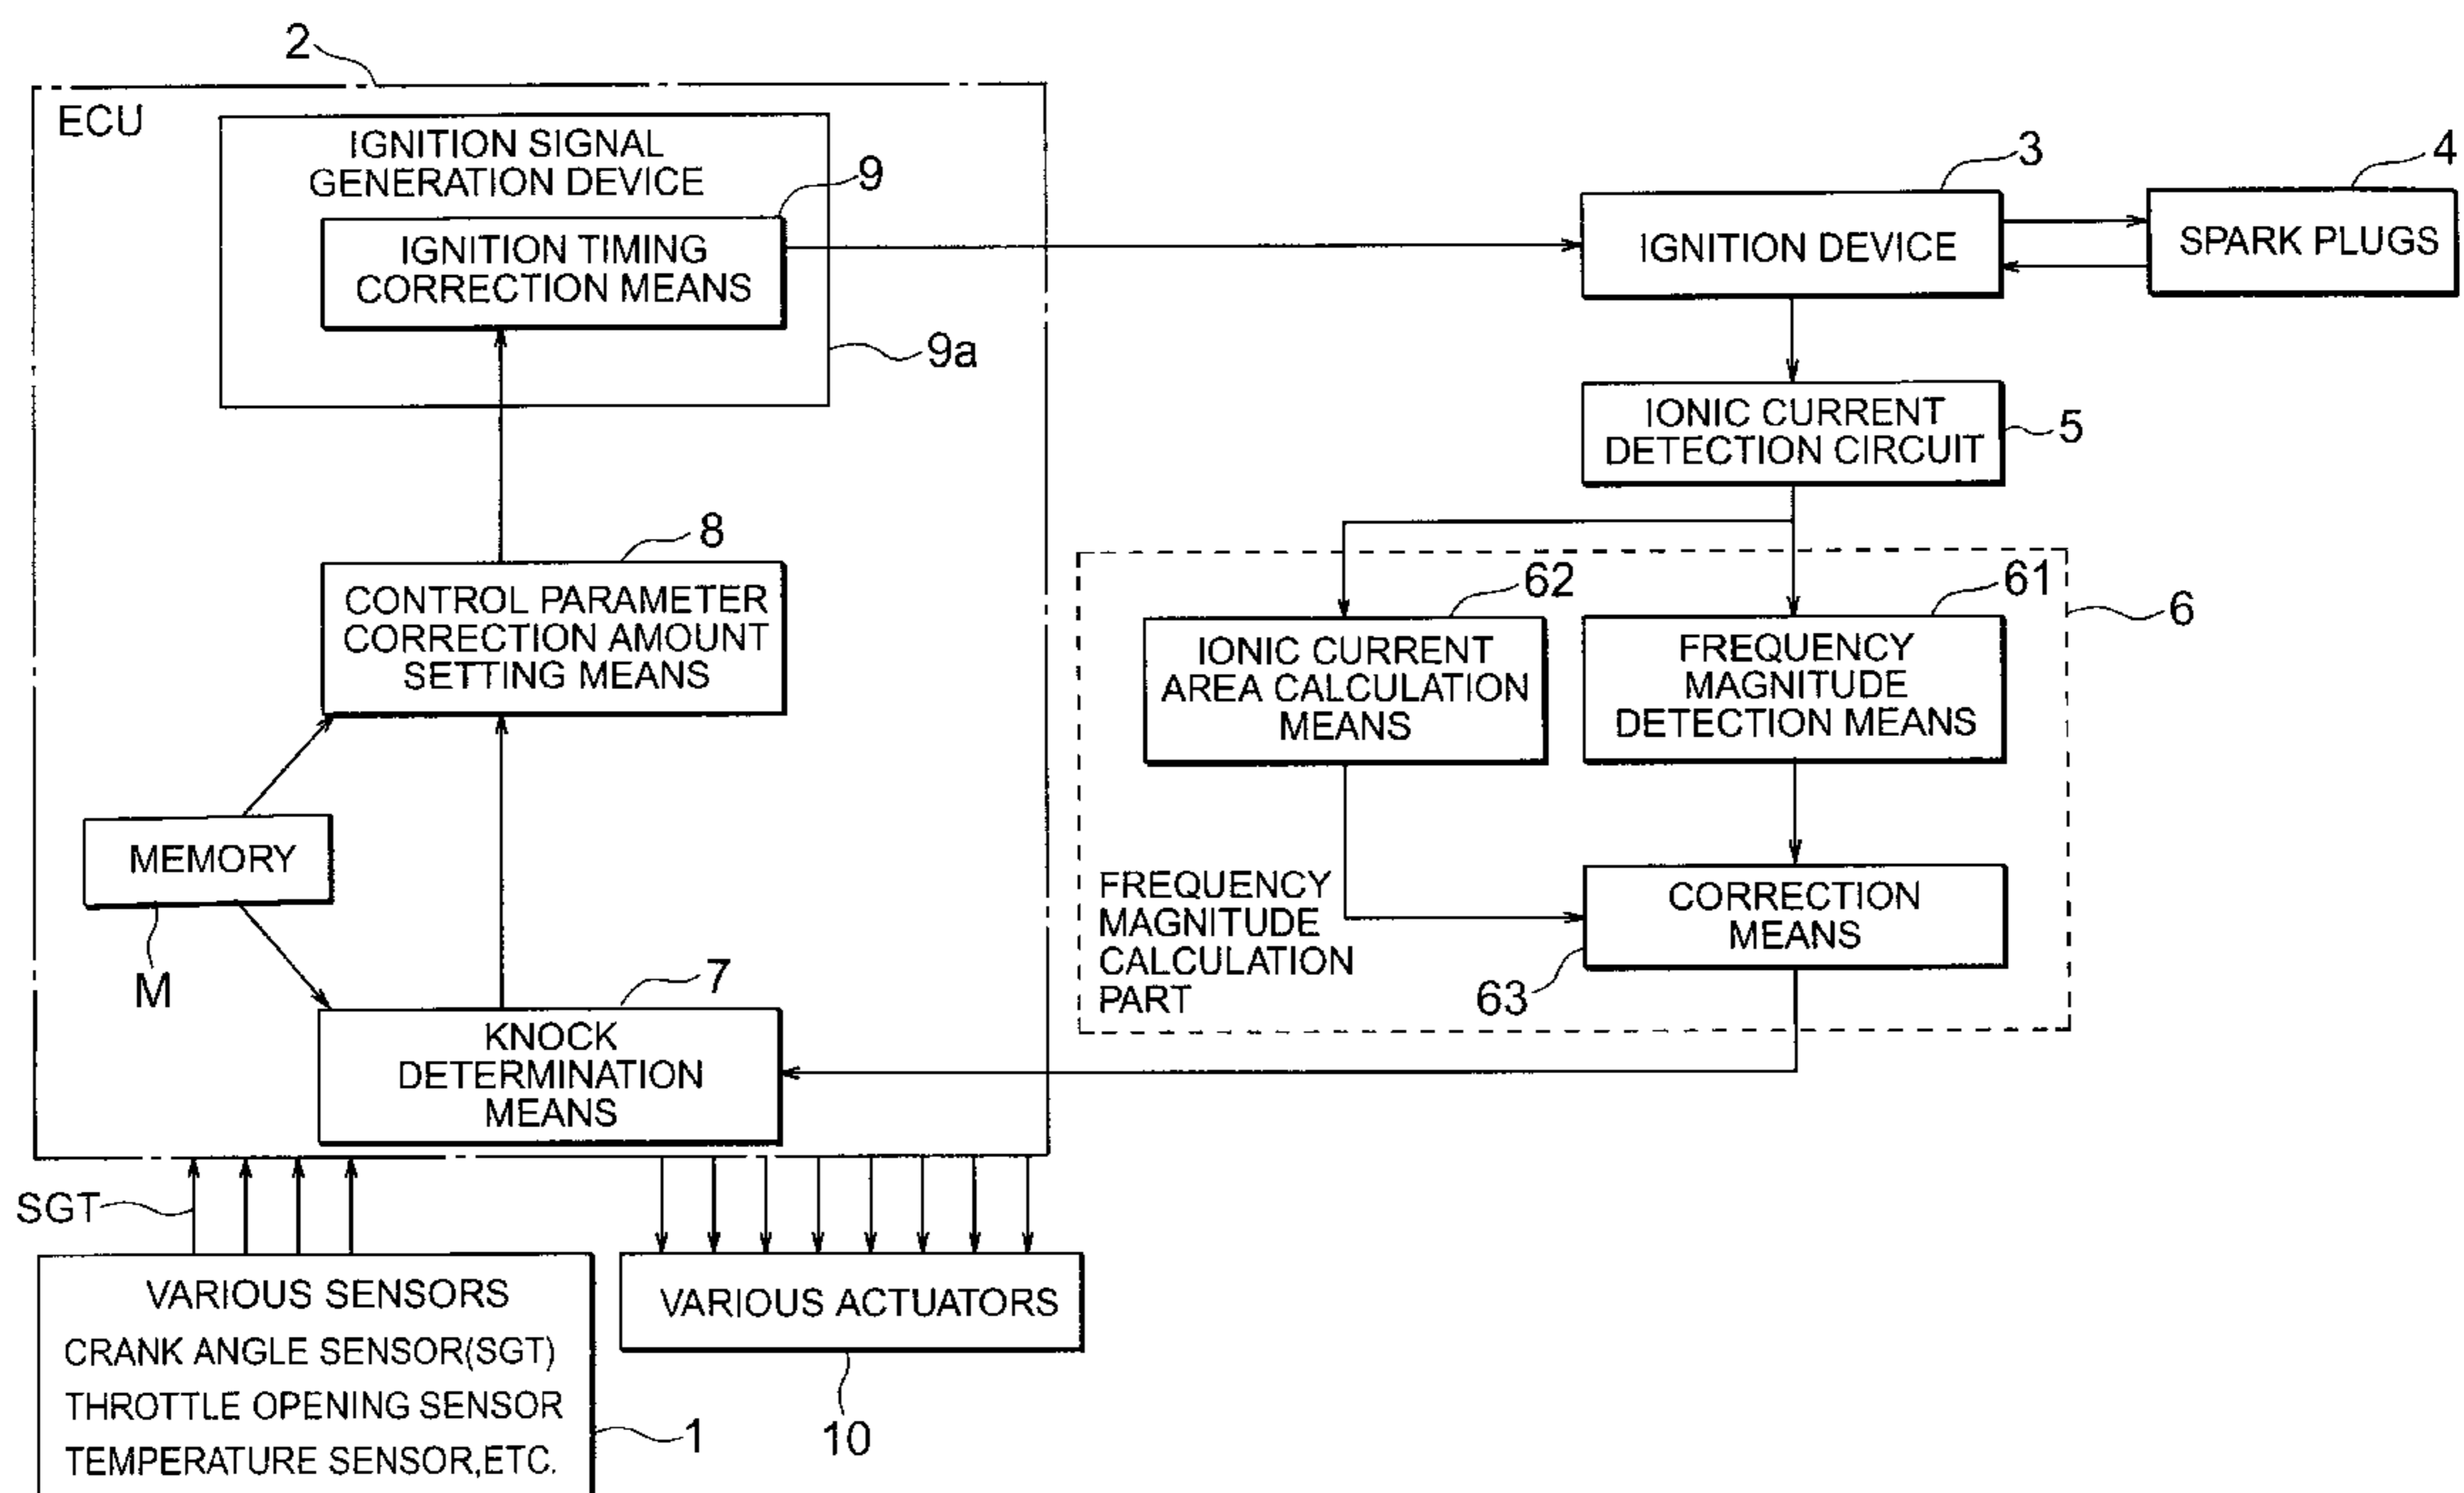 2
ECU
IGNITION SIGNAL
GENERATION DEVICE
9
IGNITION TIMING
CORRECTION MEANS
9a
3
IGNITION DEVICE
4
SPARK PLUGS
IONIC CURRENT
DETECTION CIRCUIT
5
8
CONTROL PARAMETER
CORRECTION AMOUNT
SETTING MEANS
62
IONIC CURRENT
AREA CALCULATION
MEANS
61
FREQUENCY
MAGNITUDE
DETECTION MEANS
6
MEMORY
M
FREQUENCY
MAGNITUDE
CALCULATION
PART
CORRECTION
MEANS
63
7
KNOCK
DETERMINATION
MEANS
SGT
VARIOUS SENSORS
CRANK ANGLE SENSOR(SGT)
THROTTLE OPENING SENSOR
TEMPERATURE SENSOR,ETC.
1
VARIOUS ACTUATORS
10